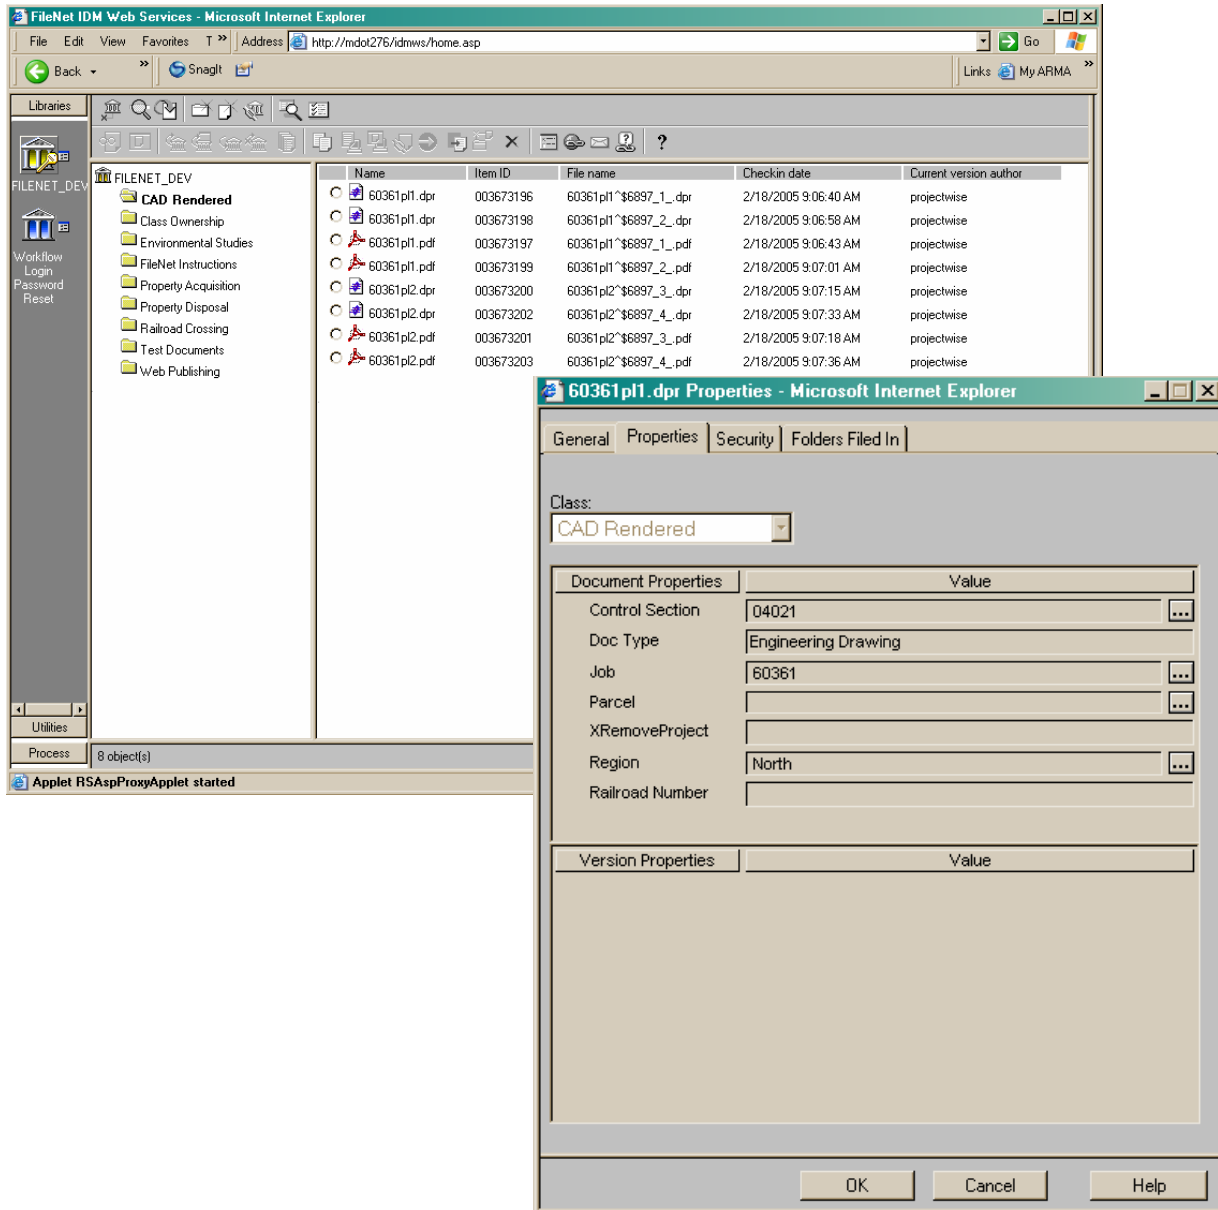 FileNet IDM Web Services - Microsoft Internet Explorer
File Edit View Favorites T » Address http://mdot276/idmws/home.asp Go
Back » SnagIt Links My ARMA »
Libraries
FILENET_DEV
Workflow
Login
Password
Reset
Utilities
Process
FILENET_DEV
CAD Rendered
Class Ownership
Environmental Studies
FileNet Instructions
Property Acquisition
Property Disposal
Railroad Crossing
Test Documents
Web Publishing
Name Item ID File name Checkin date Current version author
60361pl1.dpr 003673196 60361pl1^$6897_1_.dpr 2/18/2005 9:06:40 AM projectwise
60361pl1.dpr 003673198 60361pl1^$6897_2_.dpr 2/18/2005 9:06:58 AM projectwise
60361pl1.pdf 003673197 60361pl1^$6897_1_.pdf 2/18/2005 9:06:43 AM projectwise
60361pl1.pdf 003673199 60361pl1^$6897_2_.pdf 2/18/2005 9:07:01 AM projectwise
60361pl2.dpr 003673200 60361pl2^$6897_3_.dpr 2/18/2005 9:07:15 AM projectwise
60361pl2.dpr 003673202 60361pl2^$6897_4_.dpr 2/18/2005 9:07:33 AM projectwise
60361pl2.pdf 003673201 60361pl2^$6897_3_.pdf 2/18/2005 9:07:18 AM projectwise
60361pl2.pdf 003673203 60361pl2^$6897_4_.pdf 2/18/2005 9:07:36 AM projectwise
8 object(s)
Applet RSAspProxyApplet started
60361pl1.dpr Properties - Microsoft Internet Explorer
General Properties Security Folders Filed In
Class:
CAD Rendered
Document Properties Value
Control Section 04021 ...
Doc Type Engineering Drawing
Job 60361 ...
Parcel ...
XRemoveProject
Region North ...
Railroad Number
Version Properties Value
OK Cancel Help